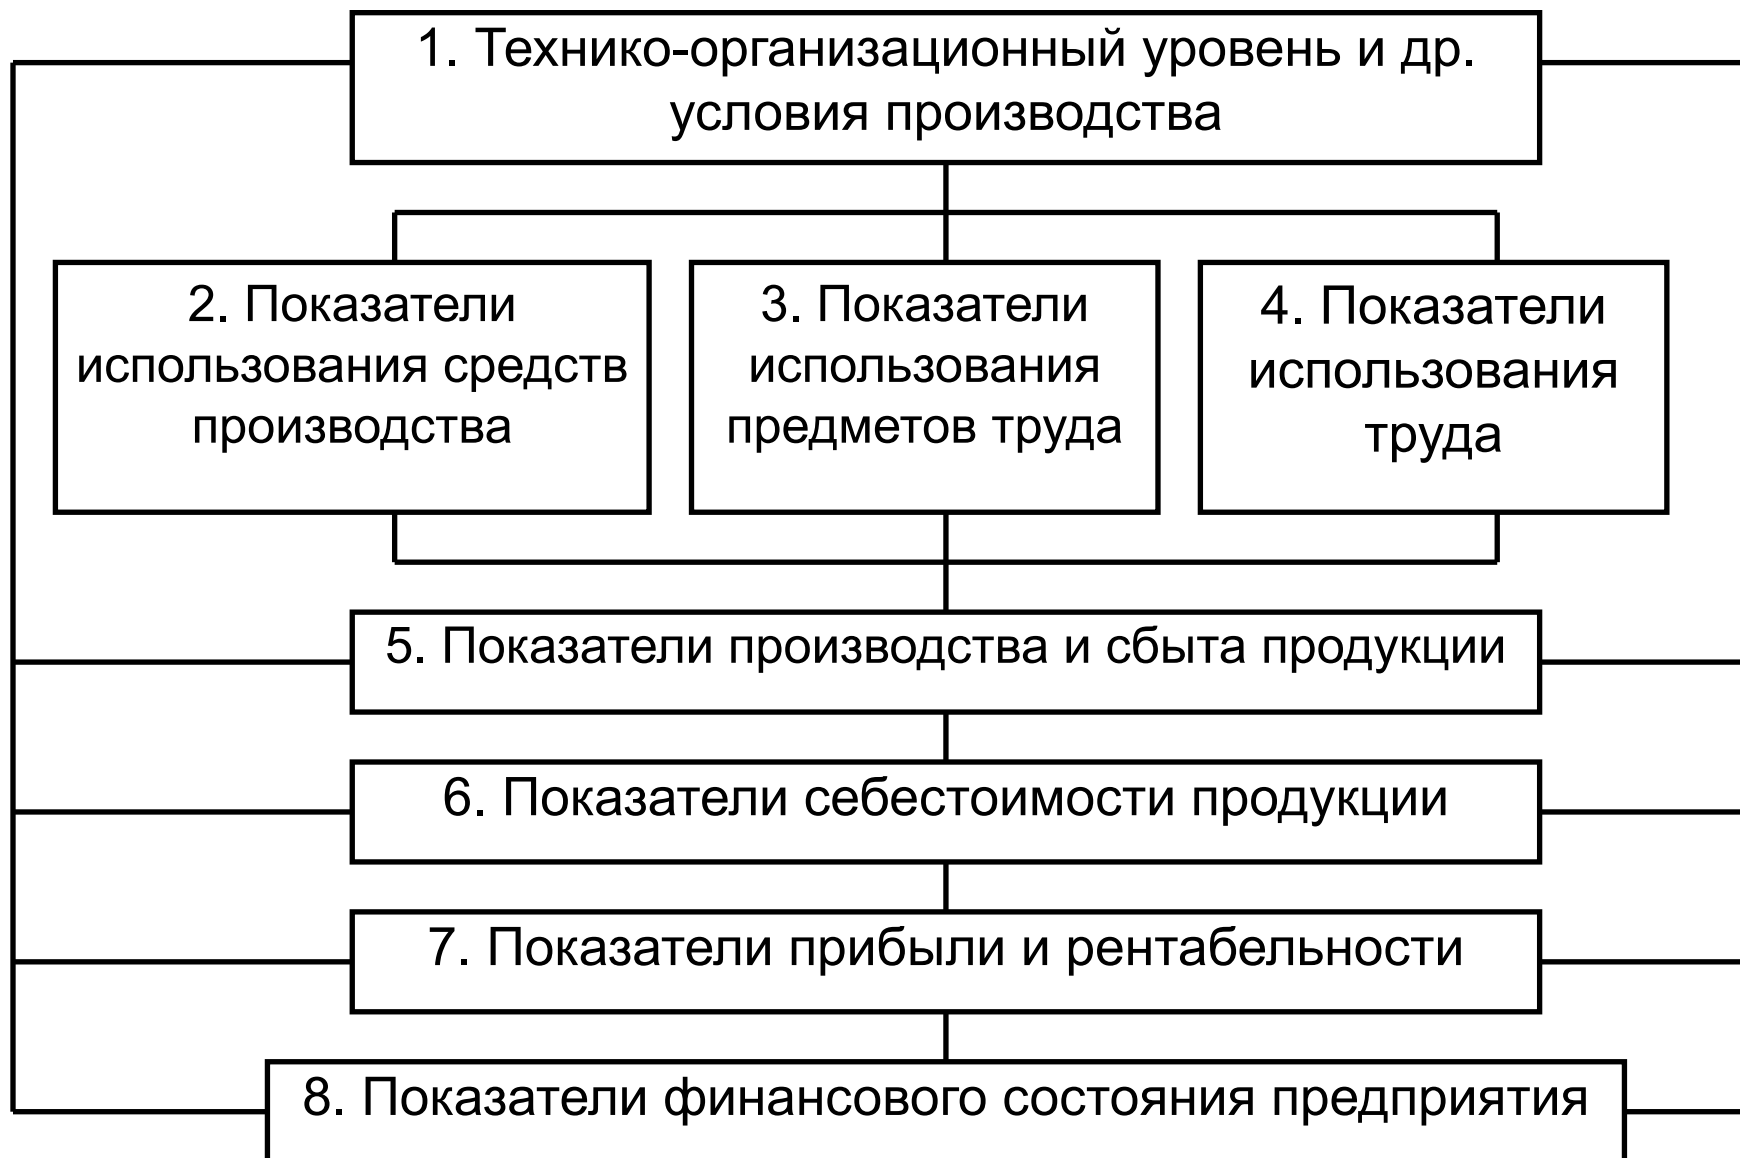 1. Технико-организационный уровень и др.
условия производства
2. Показатели
использования средств
производства
3. Показатели
использования
предметов труда
4. Показатели
использования
труда
5. Показатели производства и сбыта продукции
6. Показатели себестоимости продукции
7. Показатели прибыли и рентабельности
8. Показатели финансового состояния предприятия